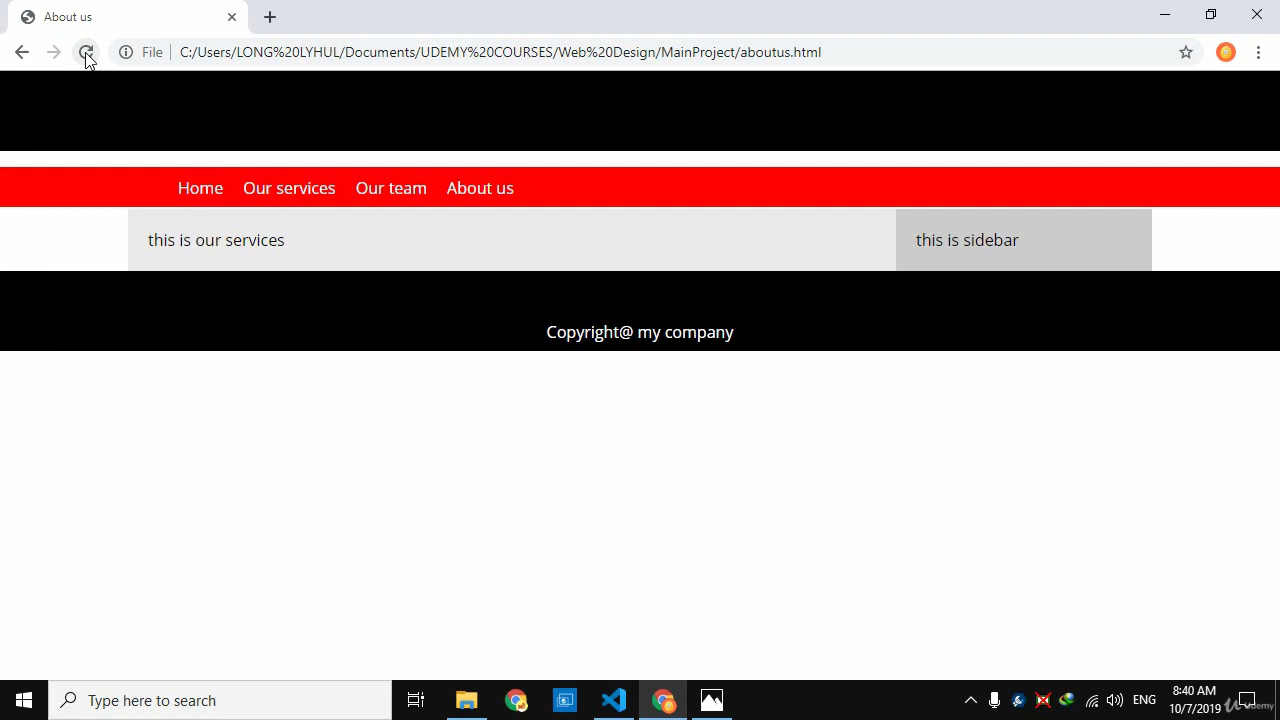 About us
File C:/Users/LONG%20LYHUL/Documents/UDEMY%20COURSES/Web%20Design/MainProject/aboutus.html
Home Our services Our team About us
this is our services this is sidebar
Copyright@ my company
Type here to search
ENG
8:40 AM
10/7/2019
Udemy